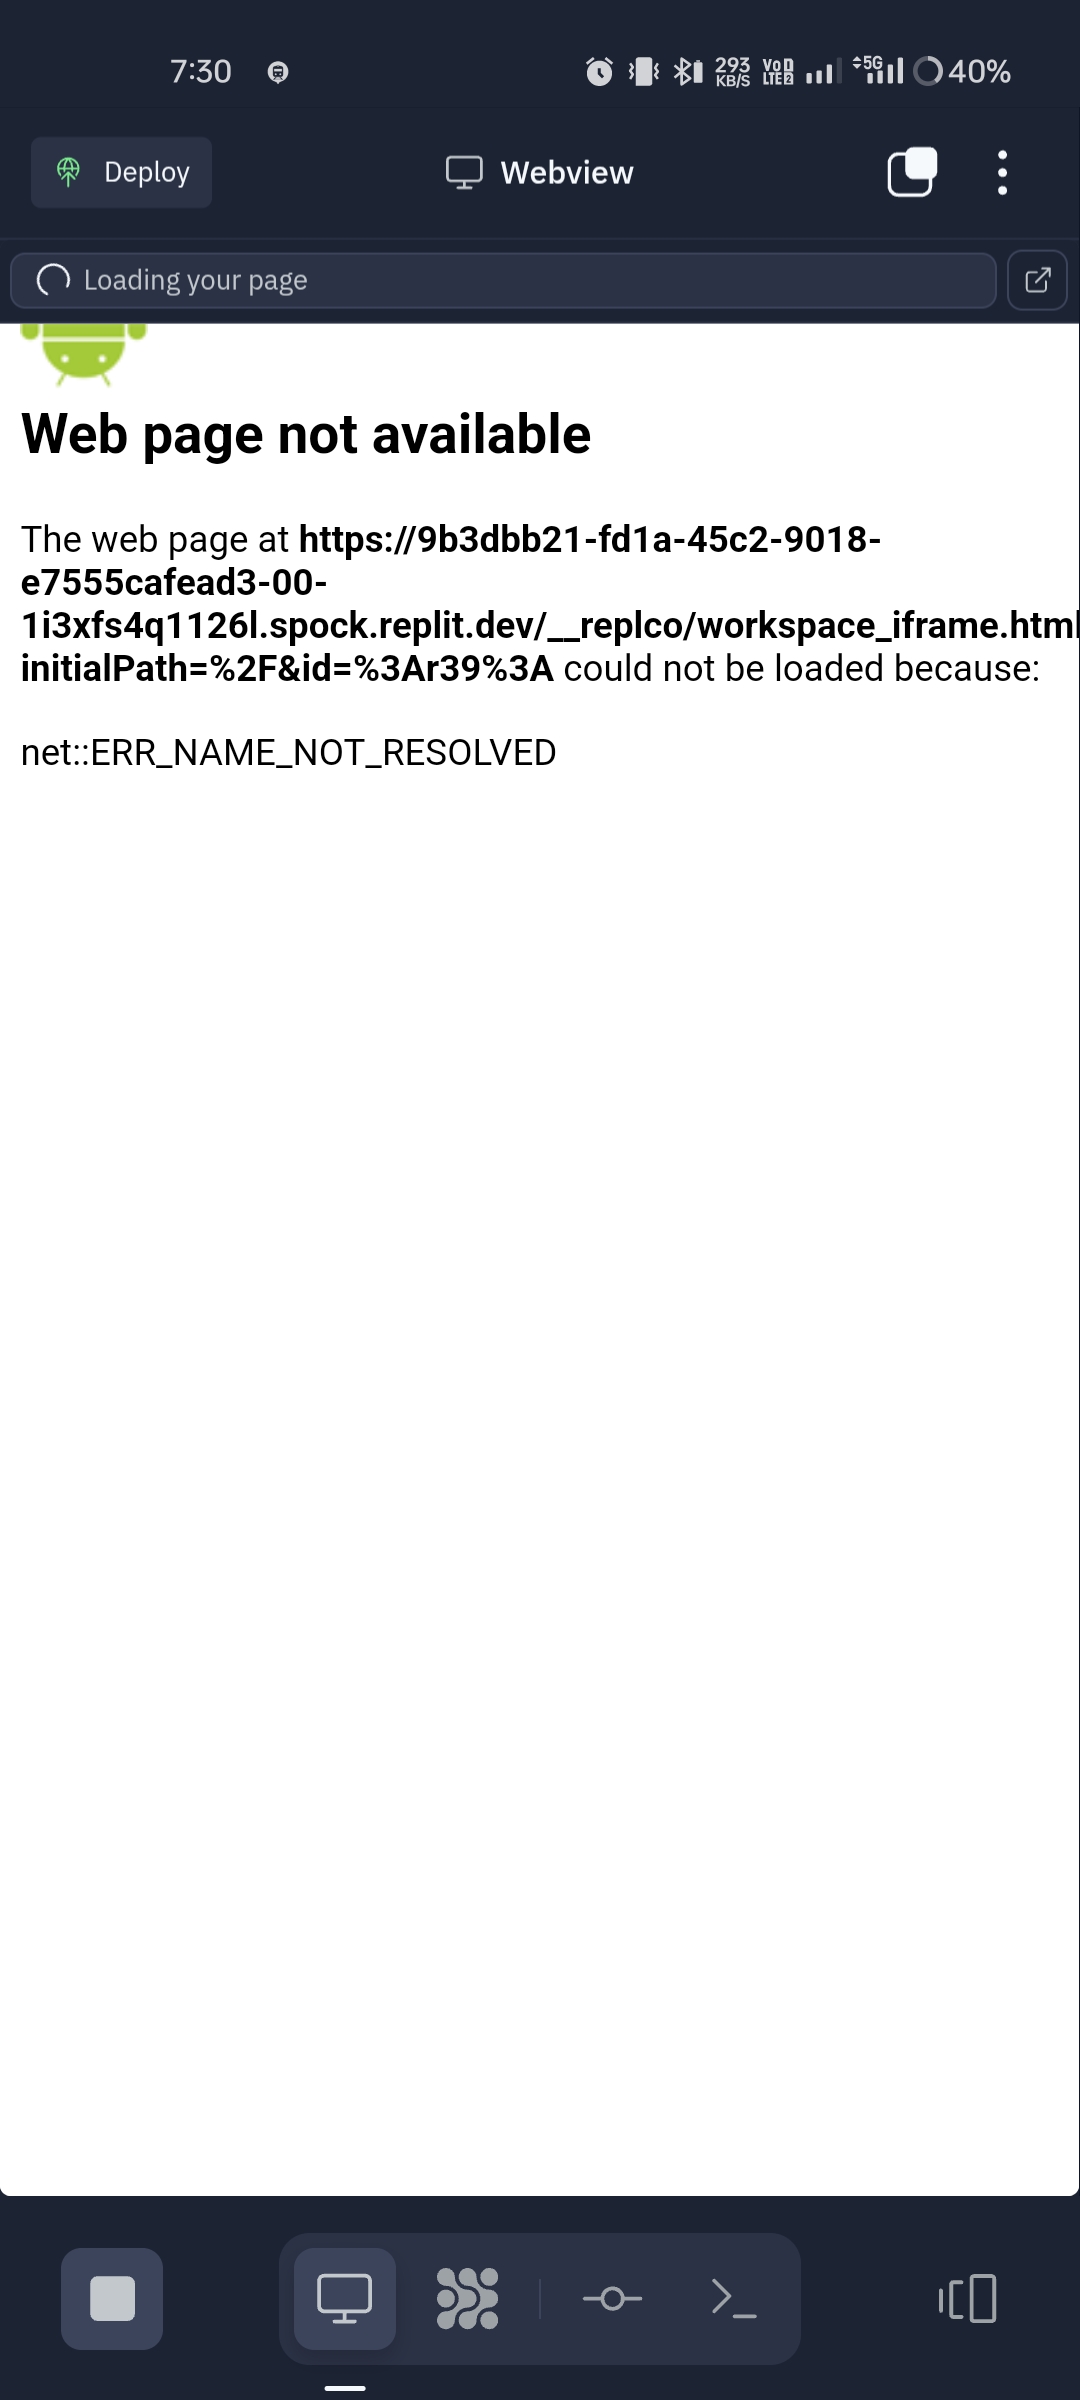 7:30
293
KB/S
Vo
LTE2
5G
40%
Deploy
Webview
Loading your page
Web page not available
The web page at https://9b3dbb21-fd1a-45c2-9018-
e7555cafead3-00-
1i3xfs4q1126l.spock.replit.dev/__replco/workspace_iframe.html
initialPath=%2F&id=%3Ar39%3A could not be loaded because:
net::ERR_NAME_NOT_RESOLVED